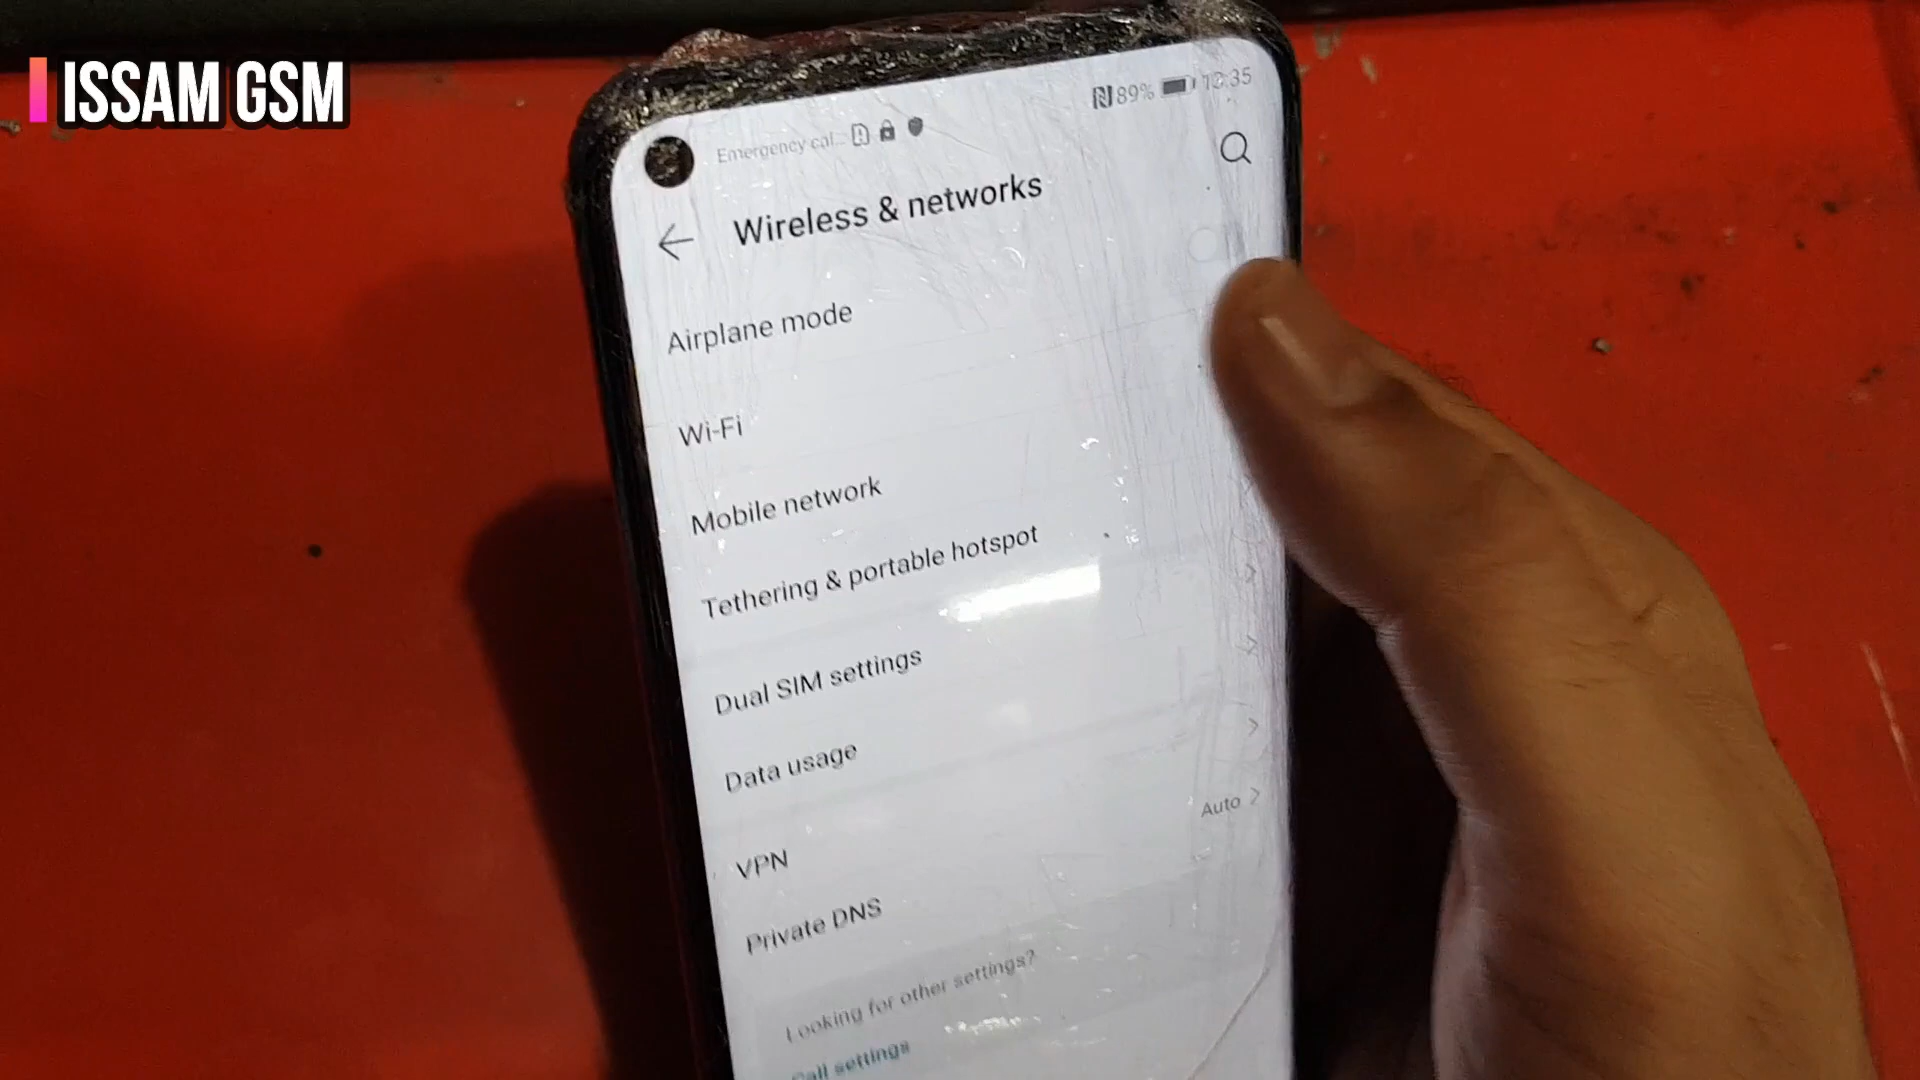 ISSAM GSM
Emergency cal...
89% 12:35
Wireless & networks
Airplane mode
Wi-Fi
Mobile network
Tethering & portable hotspot
Dual SIM settings
Data usage
VPN
Private DNS
Auto
Looking for other settings?
Call settings